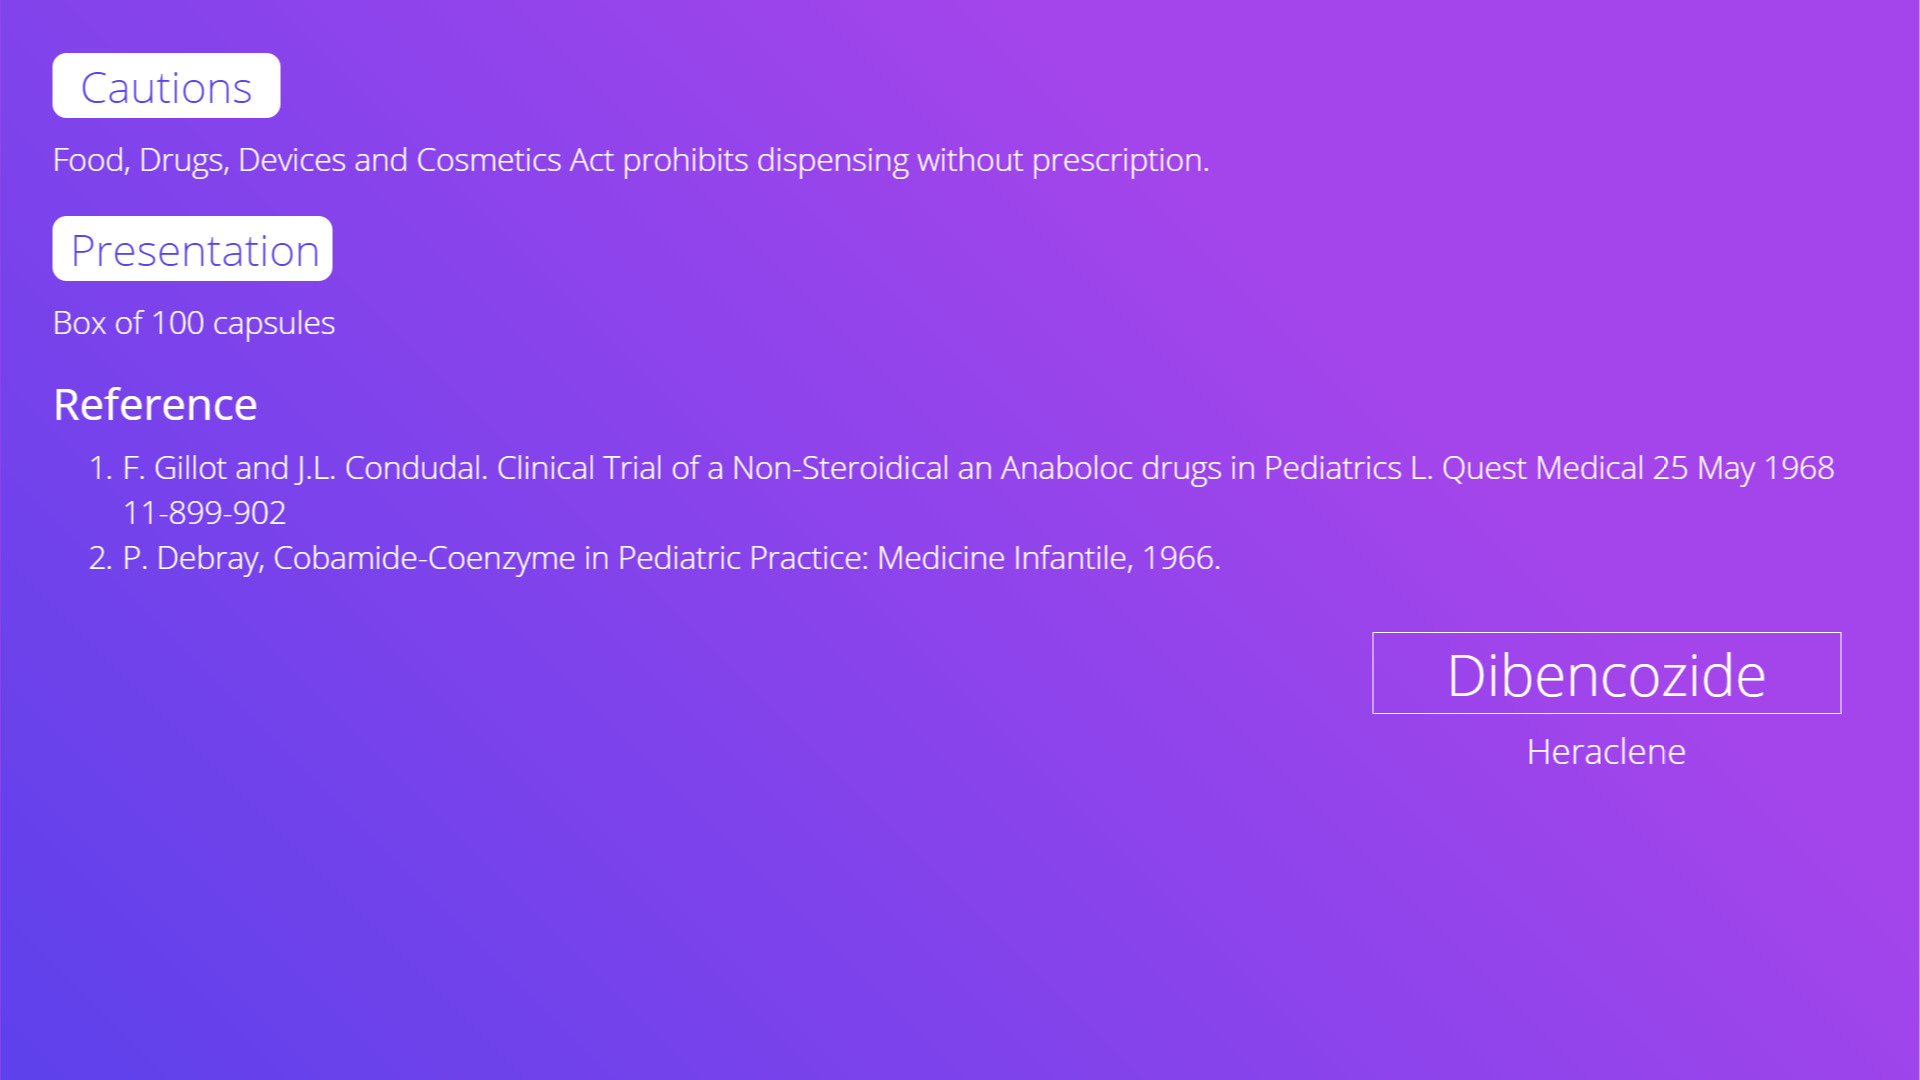 Cautions
Food, Drugs, Devices and Cosmetics Act prohibits dispensing without prescription.
Presentation
Box of 100 capsules
Reference
1. F. Gillot and J.L. Condudal. Clinical Trial of a Non-Steroidical an Anaboloc drugs in Pediatrics L. Quest Medical 25 May 1968
11-899-902
2. P. Debray, Cobamide-Coenzyme in Pediatric Practice: Medicine Infantile, 1966.
Dibencozide
Heraclene